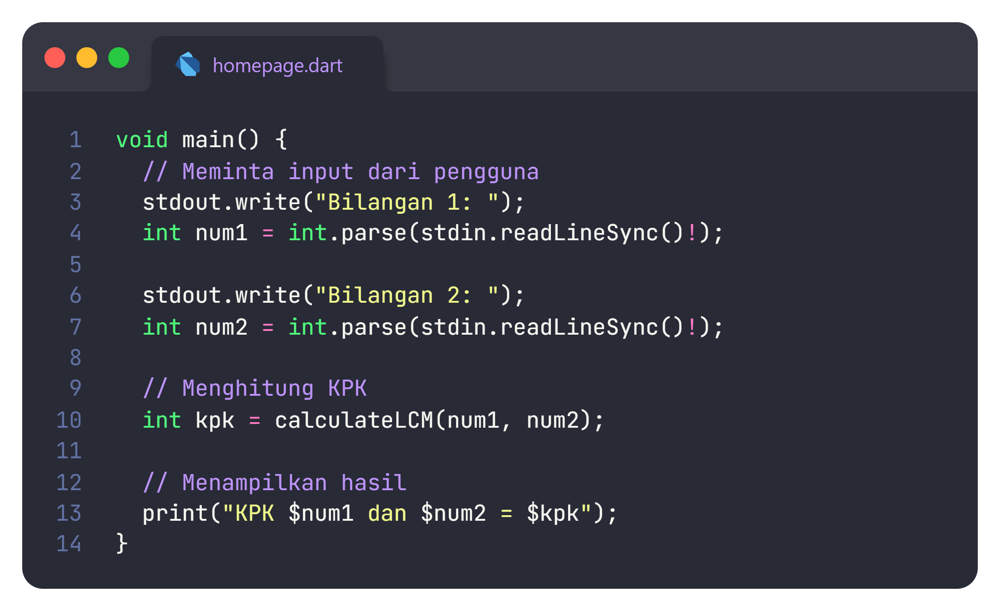 homepage.dart
1 void main() {
2 // Meminta input dari pengguna
3 stdout.write("Bilangan 1: ");
4 int num1 = int.parse(stdin.readLineSync()!);
5
6 stdout.write("Bilangan 2: ");
7 int num2 = int.parse(stdin.readLineSync()!);
8
9 // Menghitung KPK
10 int kpk = calculateLCM(num1, num2);
11
12 // Menampilkan hasil
13 print("KPK $num1 dan $num2 = $kpk");
14 }